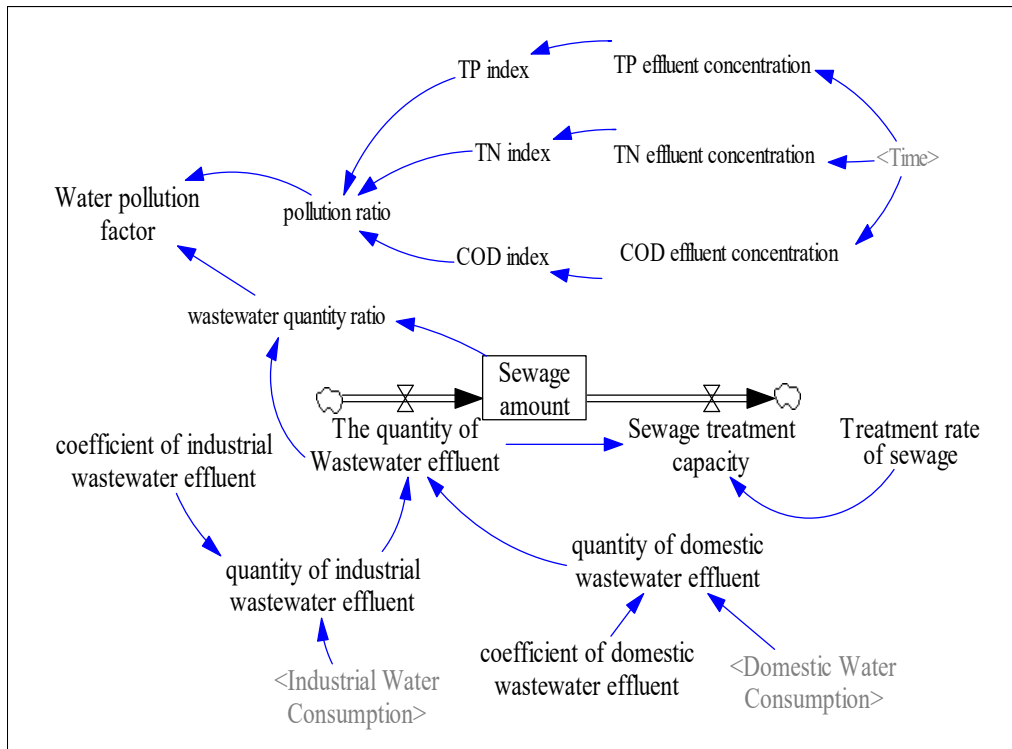 TP index
TP effluent concentration
TN index
TN effluent concentration
<Time>
Water pollution
factor
pollution ratio
COD index
COD effluent concentration
wastewater quantity ratio
Sewage
amount
The quantity of
Wastewater effluent
Sewage treatment
capacity
Treatment rate
of sewage
coefficient of industrial
wastewater effluent
quantity of industrial
wastewater effluent
quantity of domestic
wastewater effluent
coefficient of domestic
wastewater effluent
<Industrial Water
Consumption>
<Domestic Water
Consumption>